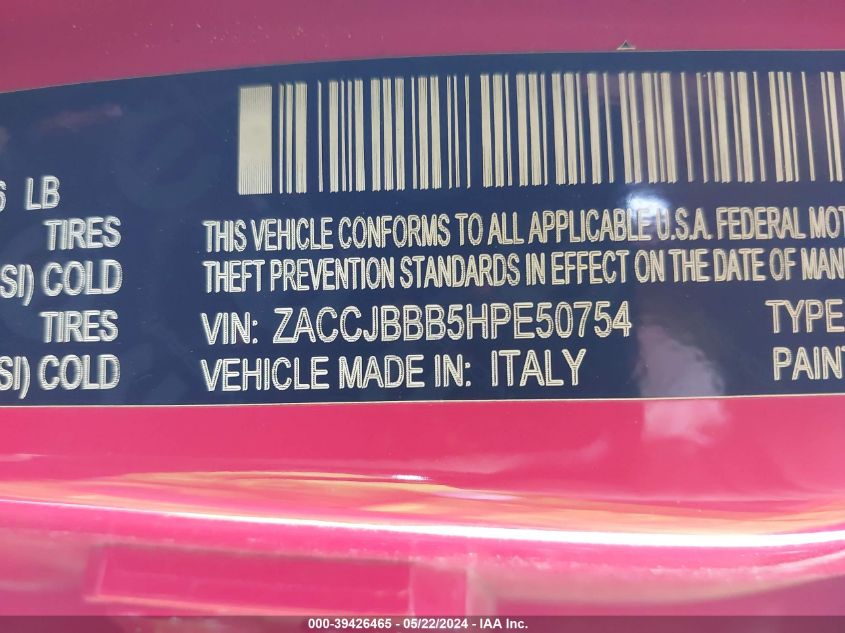 6 LB
TIRES
SI) COLD
TIRES
SI) COLD
THIS VEHICLE CONFORMS TO ALL APPLICABLE U.S.A. FEDERAL MOT
THEFT PREVENTION STANDARDS IN EFFECT ON THE DATE OF MAN
VIN: ZACCJBBB5HPE50754 TYPE
VEHICLE MADE IN: ITALY PAINT
000-39426465 - 05/22/2024 - IAA Inc.